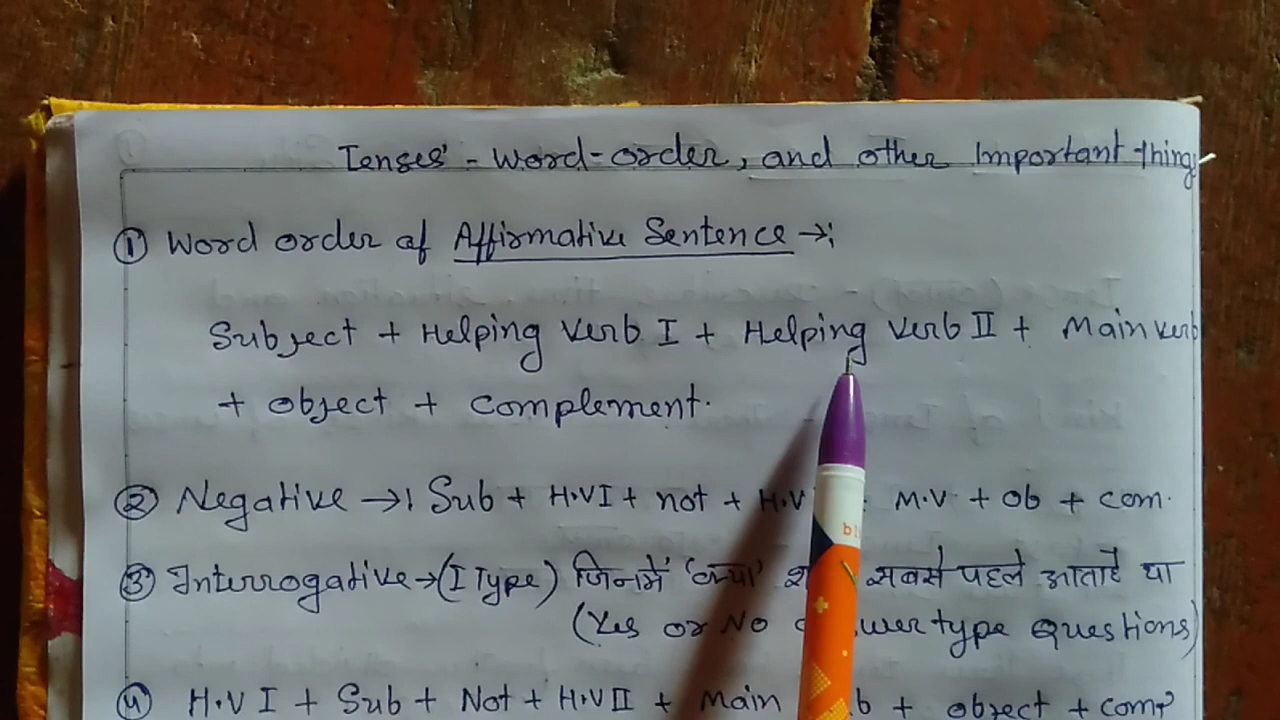 Tenses' - Word-order, and other Important things
① Word order of Affirmative Sentence →:
Subject + Helping Verb I + Helping Verb II + Main verb
+ object + complement.
② Negative →: Sub + H.V I + not + H.V M.V. + Ob + com.
③ Interrogative → (I Type) जिनमें 'क्या' सबसे पहले आता है या
(Yes or No type Questions)
④ H.V I + Sub + Not + H.V II + Main + object + com?